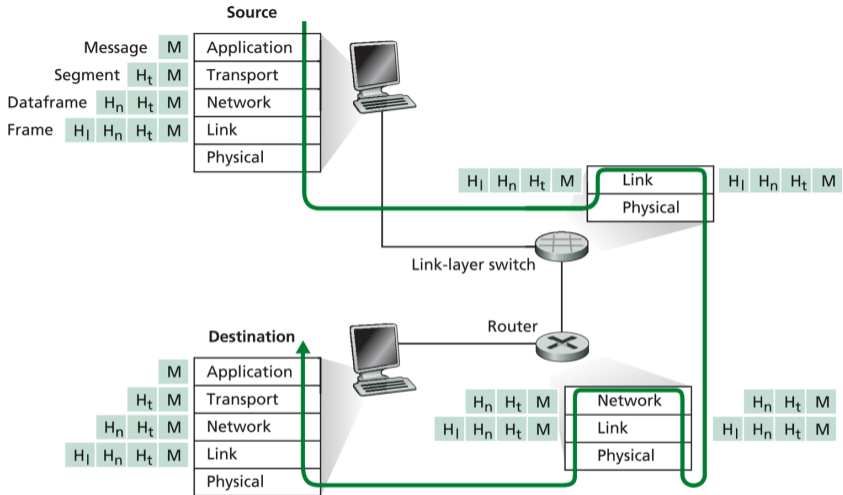 Source
Message M Application
Segment Ht M Transport
Dataframe Hn Ht M Network
Frame Hl Hn Ht M Link
Physical
Hl Hn Ht M Link Hl Hn Ht M
Physical
Link-layer switch
Router
Destination
M Application
Ht M Transport
Hn Ht M Network
Hl Hn Ht M Link
Physical
Hn Ht M Network Hn Ht M
Hl Hn Ht M Link Hl Hn Ht M
Physical